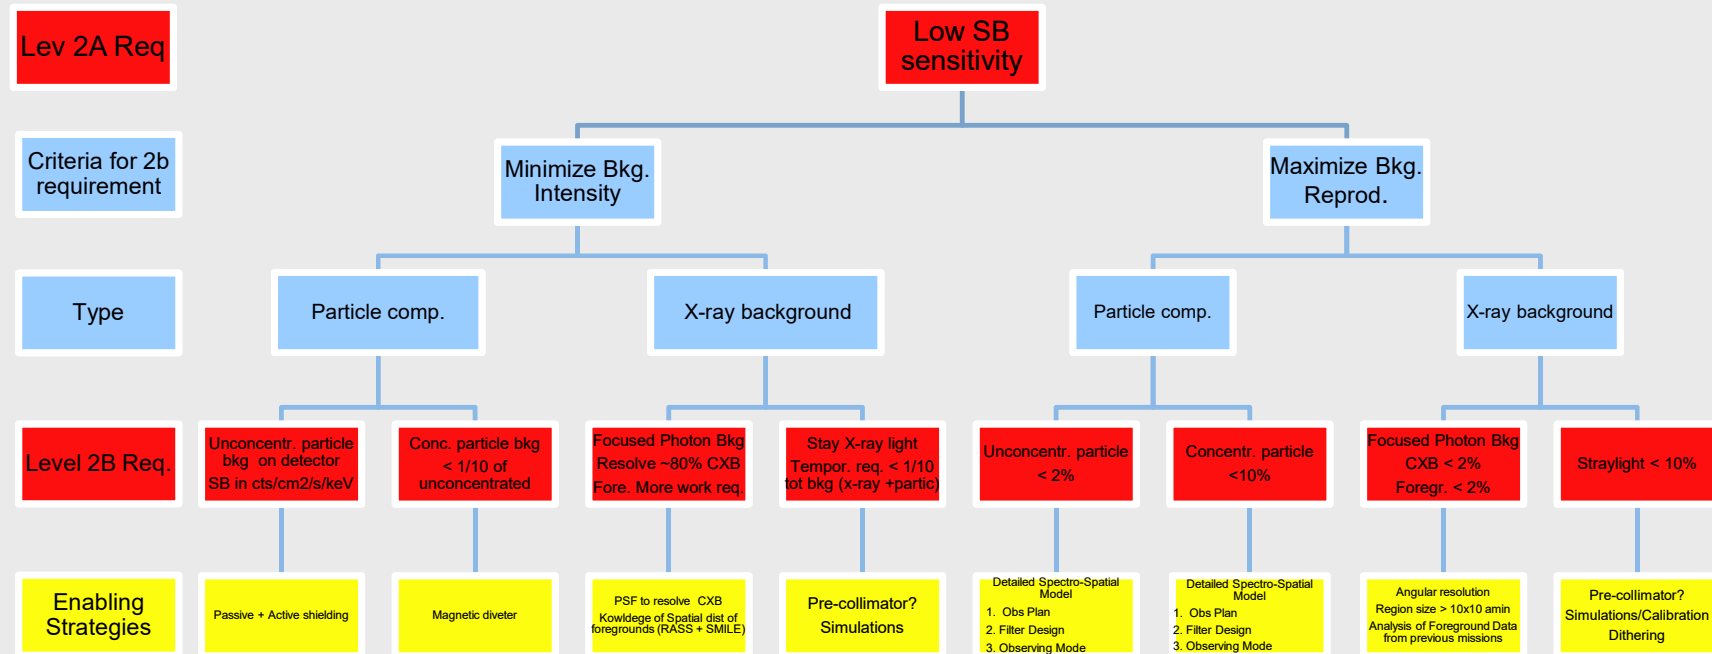 Lev 2A Req
Low SB
sensitivity
Criteria for 2b
requirement
Minimize Bkg.
Intensity
Maximize Bkg.
Reprod.
Type
Particle comp.
X-ray background
Particle comp.
X-ray background
Level 2B Req.
Unconcentr. particle
bkg on detector
SB in cts/cm2/s/keV
Conc. particle bkg
< 1/10 of
unconcentrated
Focused Photon Bkg
Resolve ~80% CXB
Fore. More work req.
Stay X-ray light
Tempor. req. < 1/10
tot bkg (x-ray +partic)
Unconcentr. particle
< 2%
Concentr. particle
<10%
Focused Photon Bkg
CXB < 2%
Foregr. < 2%
Straylight < 10%
Enabling
Strategies
Passive + Active shielding
Magnetic diveter
PSF to resolve CXB
Kowldege of Spatial dist of
foregrounds (RASS + SMILE)
Pre-collimator?
Simulations
Detailed Spectro-Spatial
Model
1. Obs Plan
2. Filter Design
3. Observing Mode
Detailed Spectro-Spatial
Model
1. Obs Plan
2. Filter Design
3. Observing Mode
Angular resolution
Region size > 10x10 amin
Analysis of Foreground Data
from previous missions
Pre-collimator?
Simulations/Calibration
Dithering